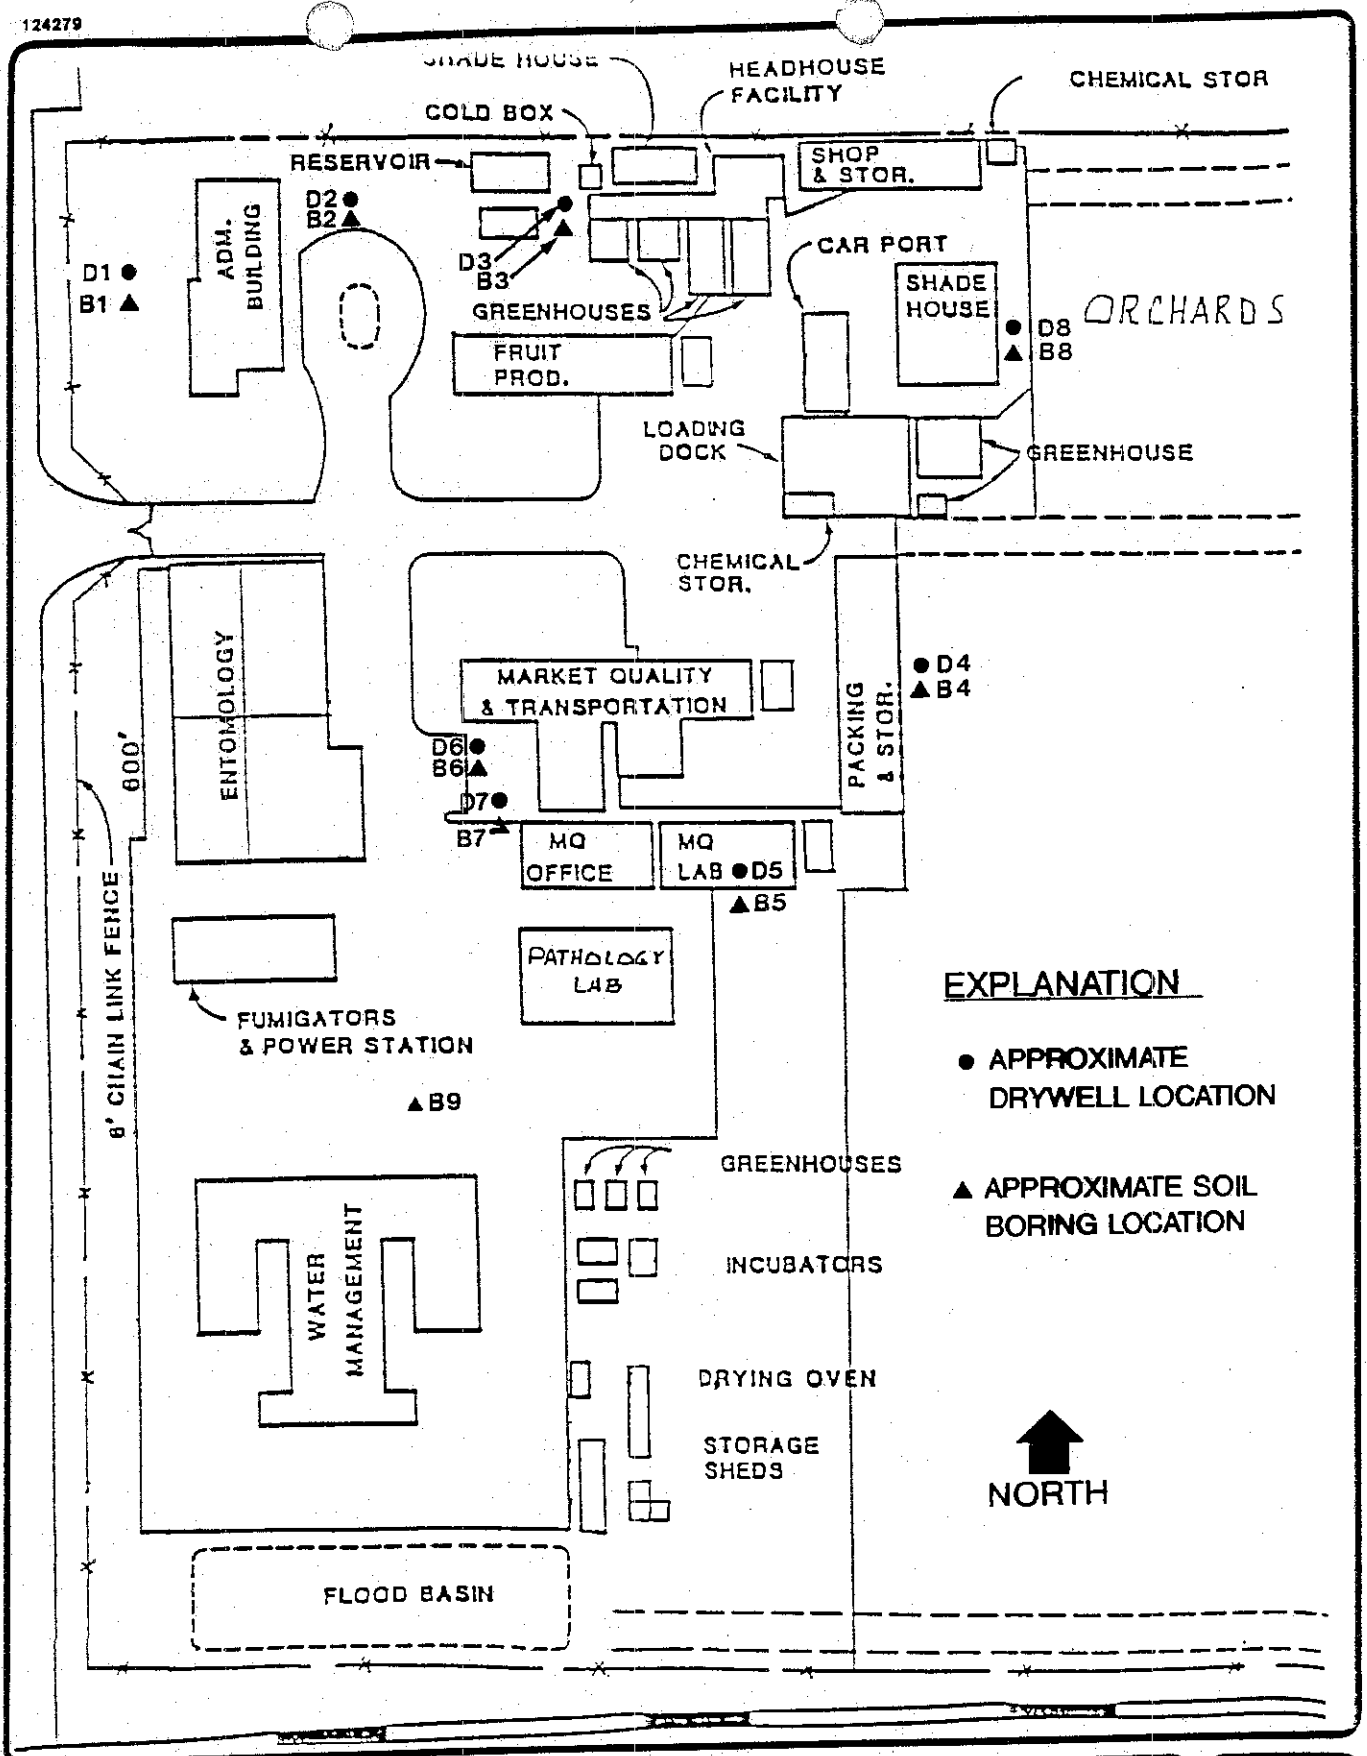 124279
SHADE HOUSE
HEADHOUSE
FACILITY
CHEMICAL STOR
COLD BOX
RESERVOIR
SHOP
& STOR.
D2
B2
ADM.
BUILDING
D1
B1
D3
B3
GREENHOUSES
CAR PORT
SHADE
HOUSE
D8
B8
ORCHARDS
FRUIT
PROD.
LOADING
DOCK
GREENHOUSE
CHEMICAL
STOR.
ENTOMOLOGY
MARKET QUALITY
& TRANSPORTATION
PACKING
& STOR.
D4
B4
D6
B6
D7
B7
600'
6' CHAIN LINK FENCE
MQ
OFFICE
MQ
LAB
D5
B5
PATHOLOGY
LAB
FUMIGATORS
& POWER STATION
B9
EXPLANATION
APPROXIMATE
DRYWELL LOCATION
APPROXIMATE SOIL
BORING LOCATION
GREENHOUSES
INCUBATORS
WATER
MANAGEMENT
DRYING OVEN
STORAGE
SHEDS
NORTH
FLOOD BASIN